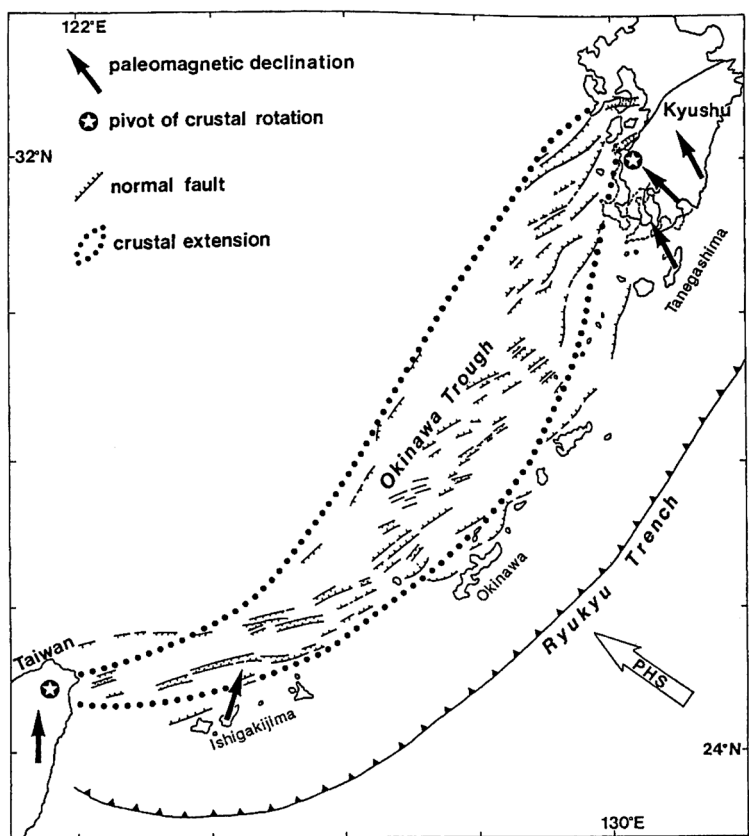 122°E
paleomagnetic declination
pivot of crustal rotation
normal fault
crustal extension
32°N
Kyushu
Tanegashima
Okinawa Trough
Okinawa
Ryukyu Trench
PHS
Taiwan
Ishigakijima
24°N
130°E